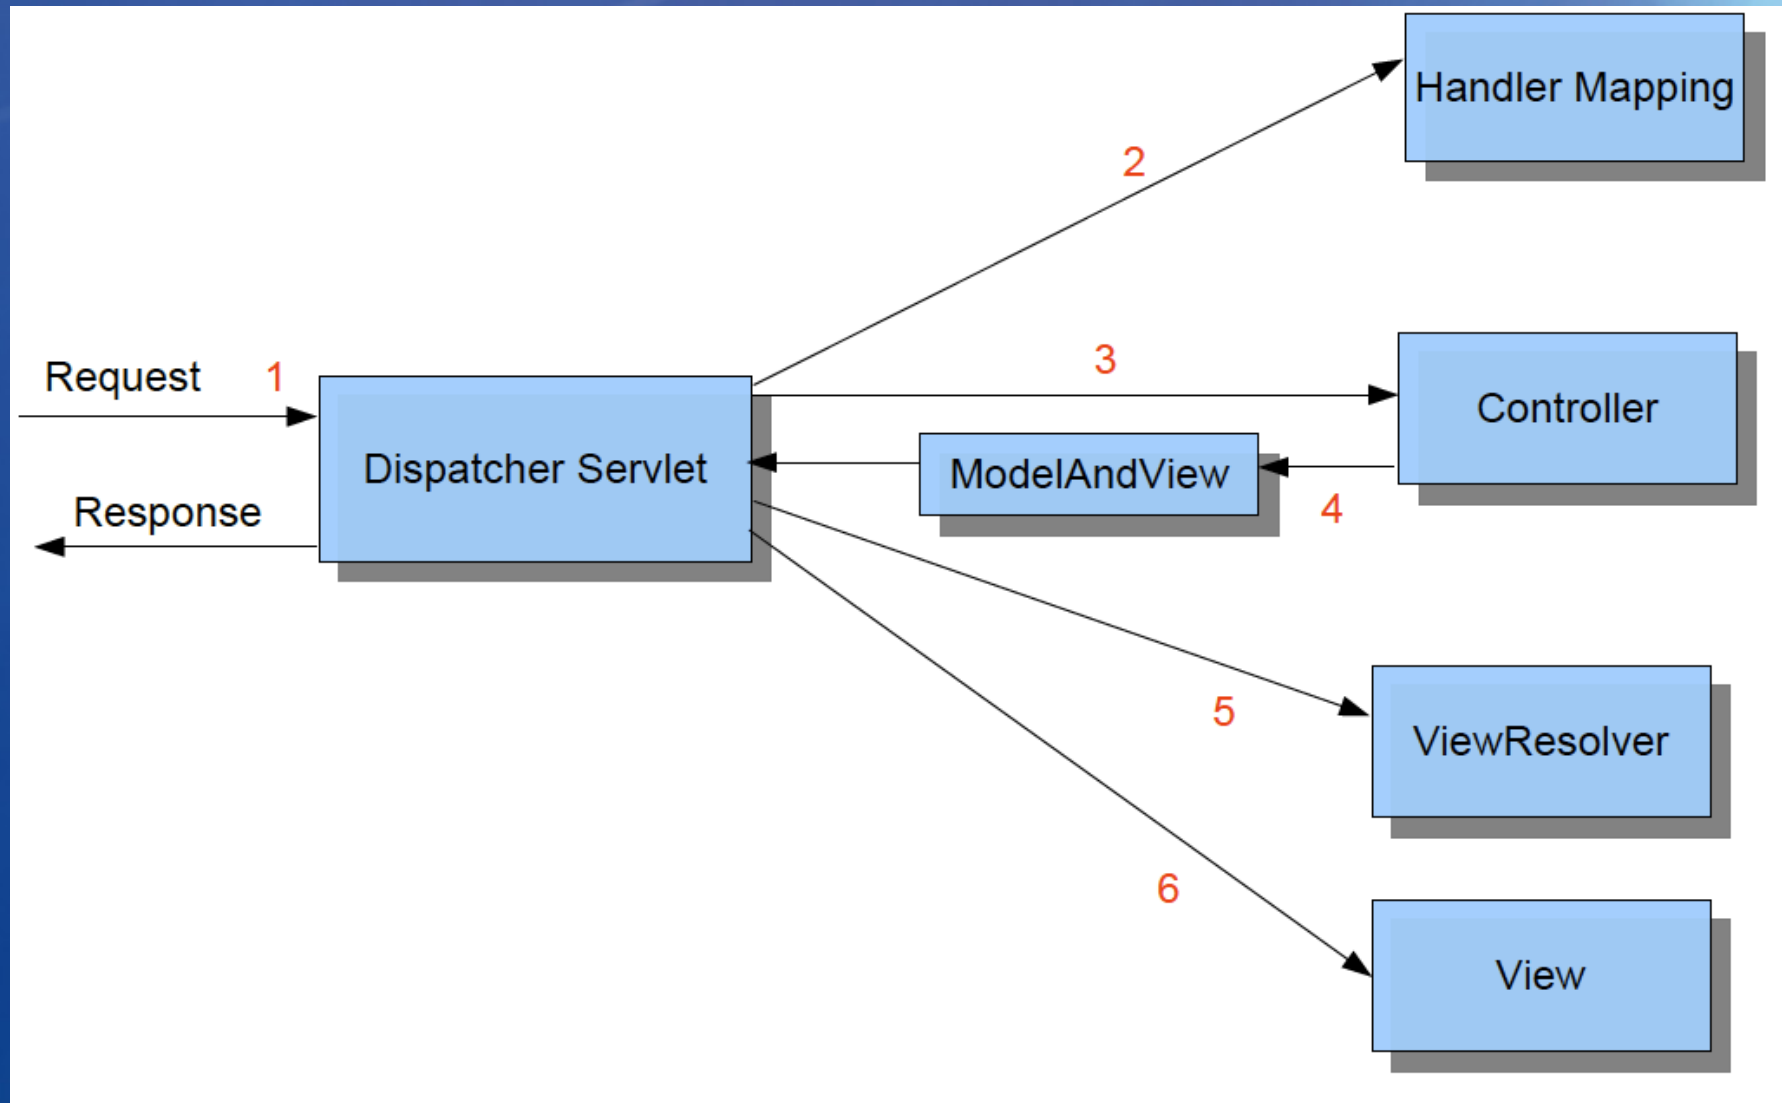 Handler Mapping
2
Request 1
3
Controller
Dispatcher Servlet
ModelAndView
Response
4
5
ViewResolver
6
View